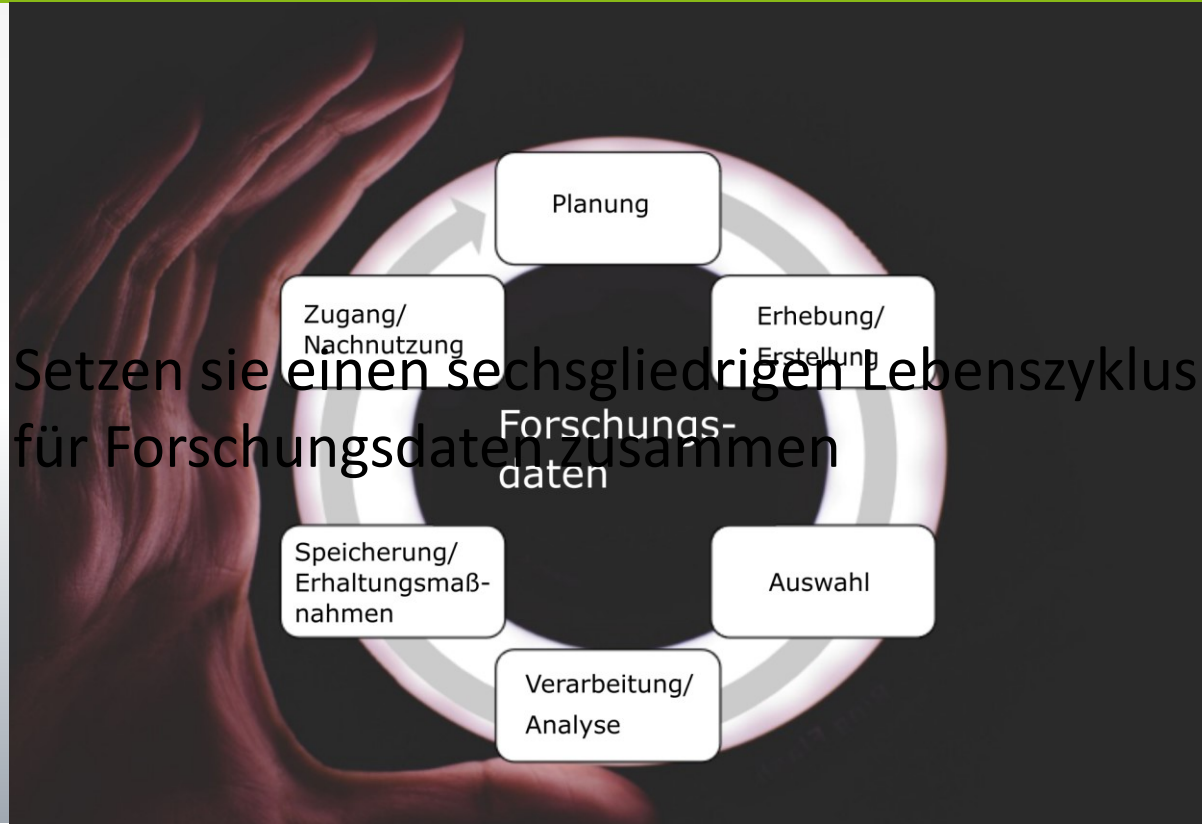 Planung
Zugang/
Nachnutzung
Erhebung/
Erstellung
Setzen sie einen sechsgliedrigen Lebenszyklus
für Forschungsdaten zusammen
Forschungs-
daten
Speicherung/
Erhaltungsmaß-
nahmen
Auswahl
Verarbeitung/
Analyse